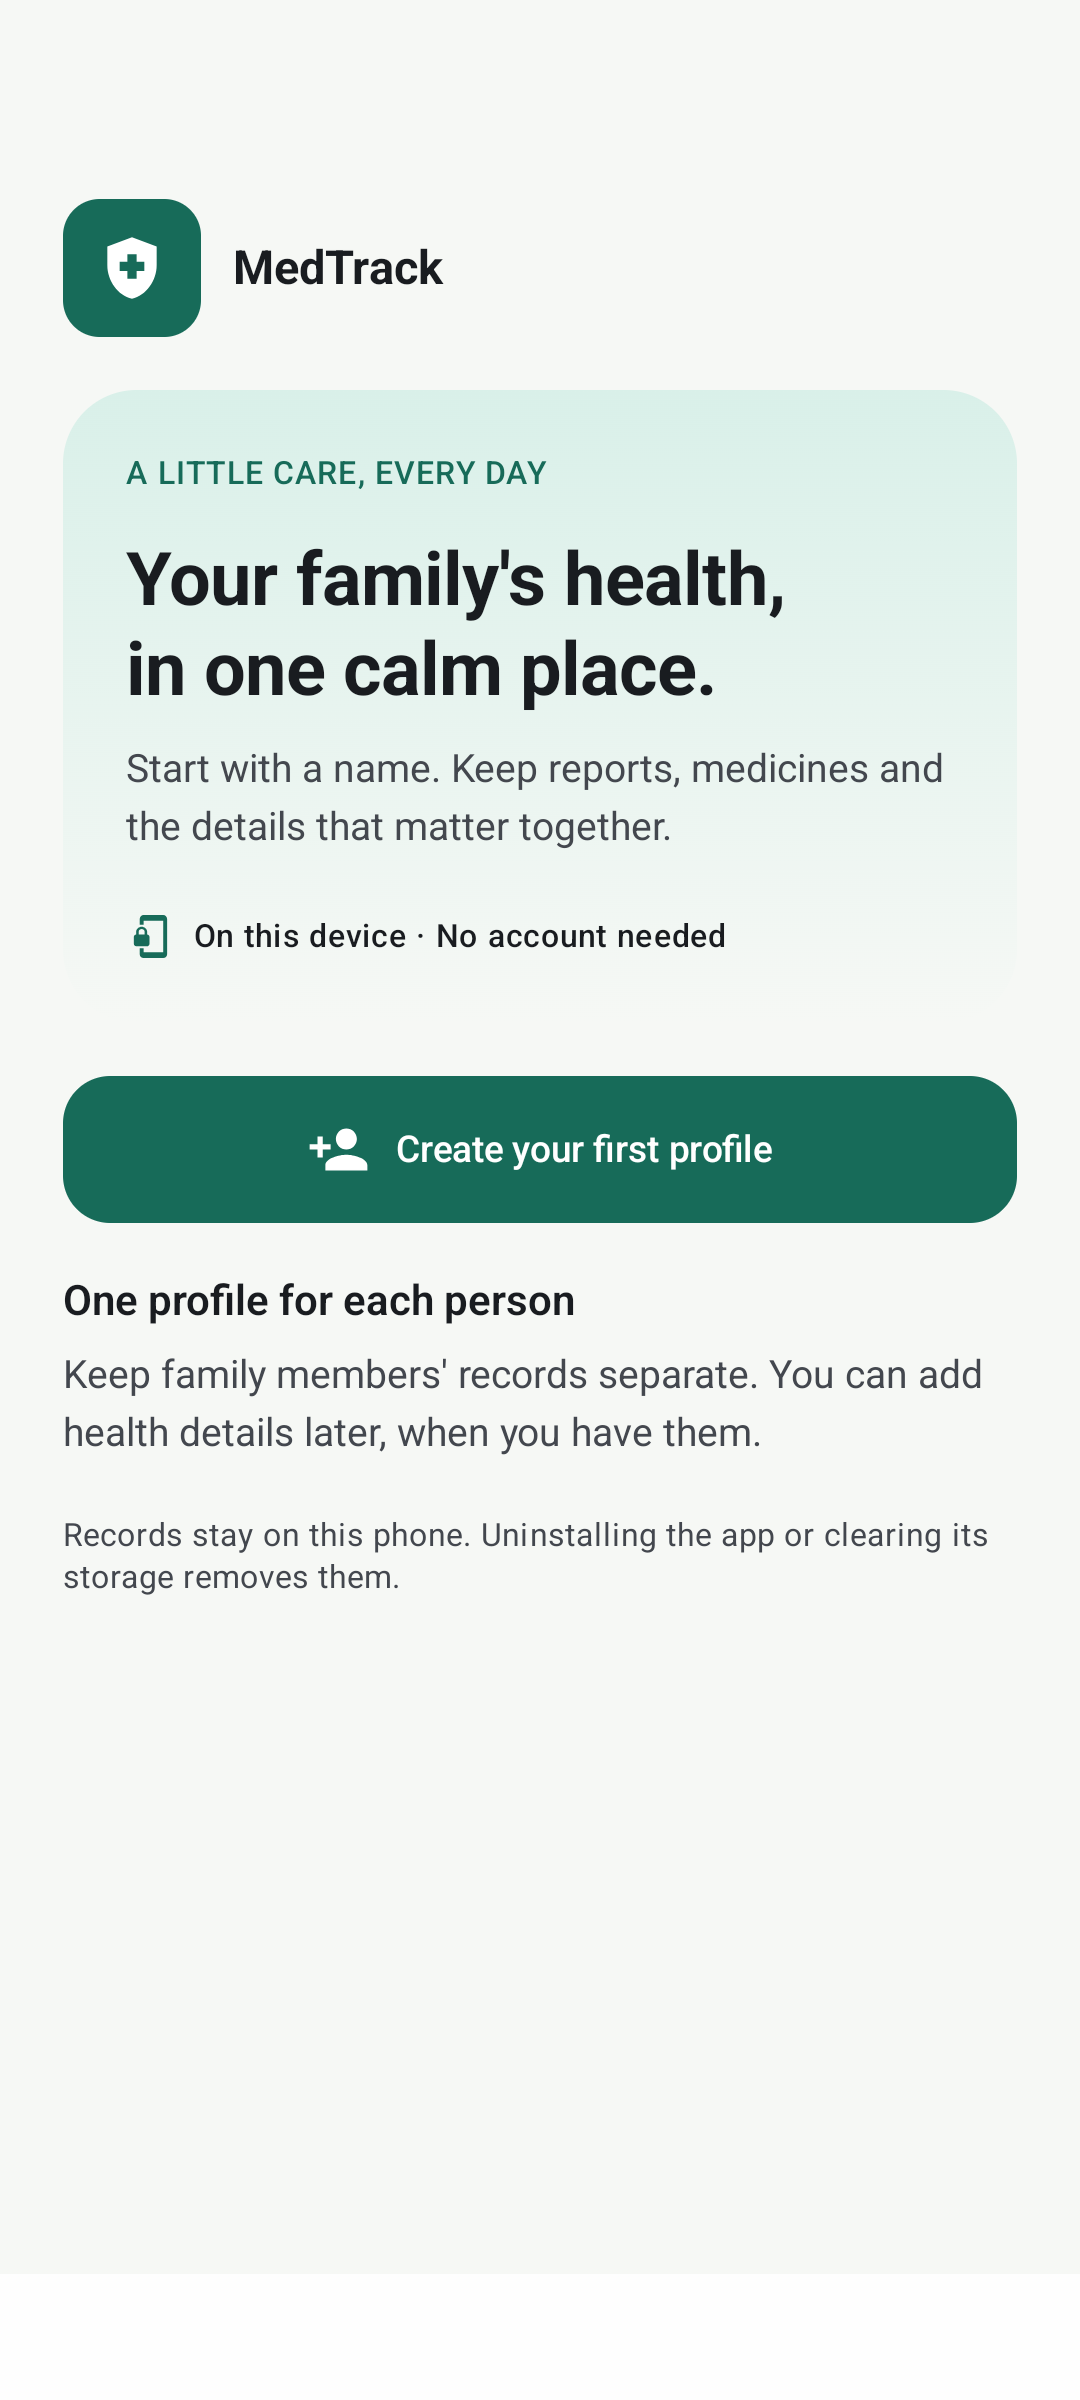 MedTrack
A LITTLE CARE, EVERY DAY
Your family's health,
in one calm place.
Start with a name. Keep reports, medicines and
the details that matter together.
On this device · No account needed
Create your first profile
One profile for each person
Keep family members' records separate. You can add
health details later, when you have them.
Records stay on this phone. Uninstalling the app or clearing its
storage removes them.